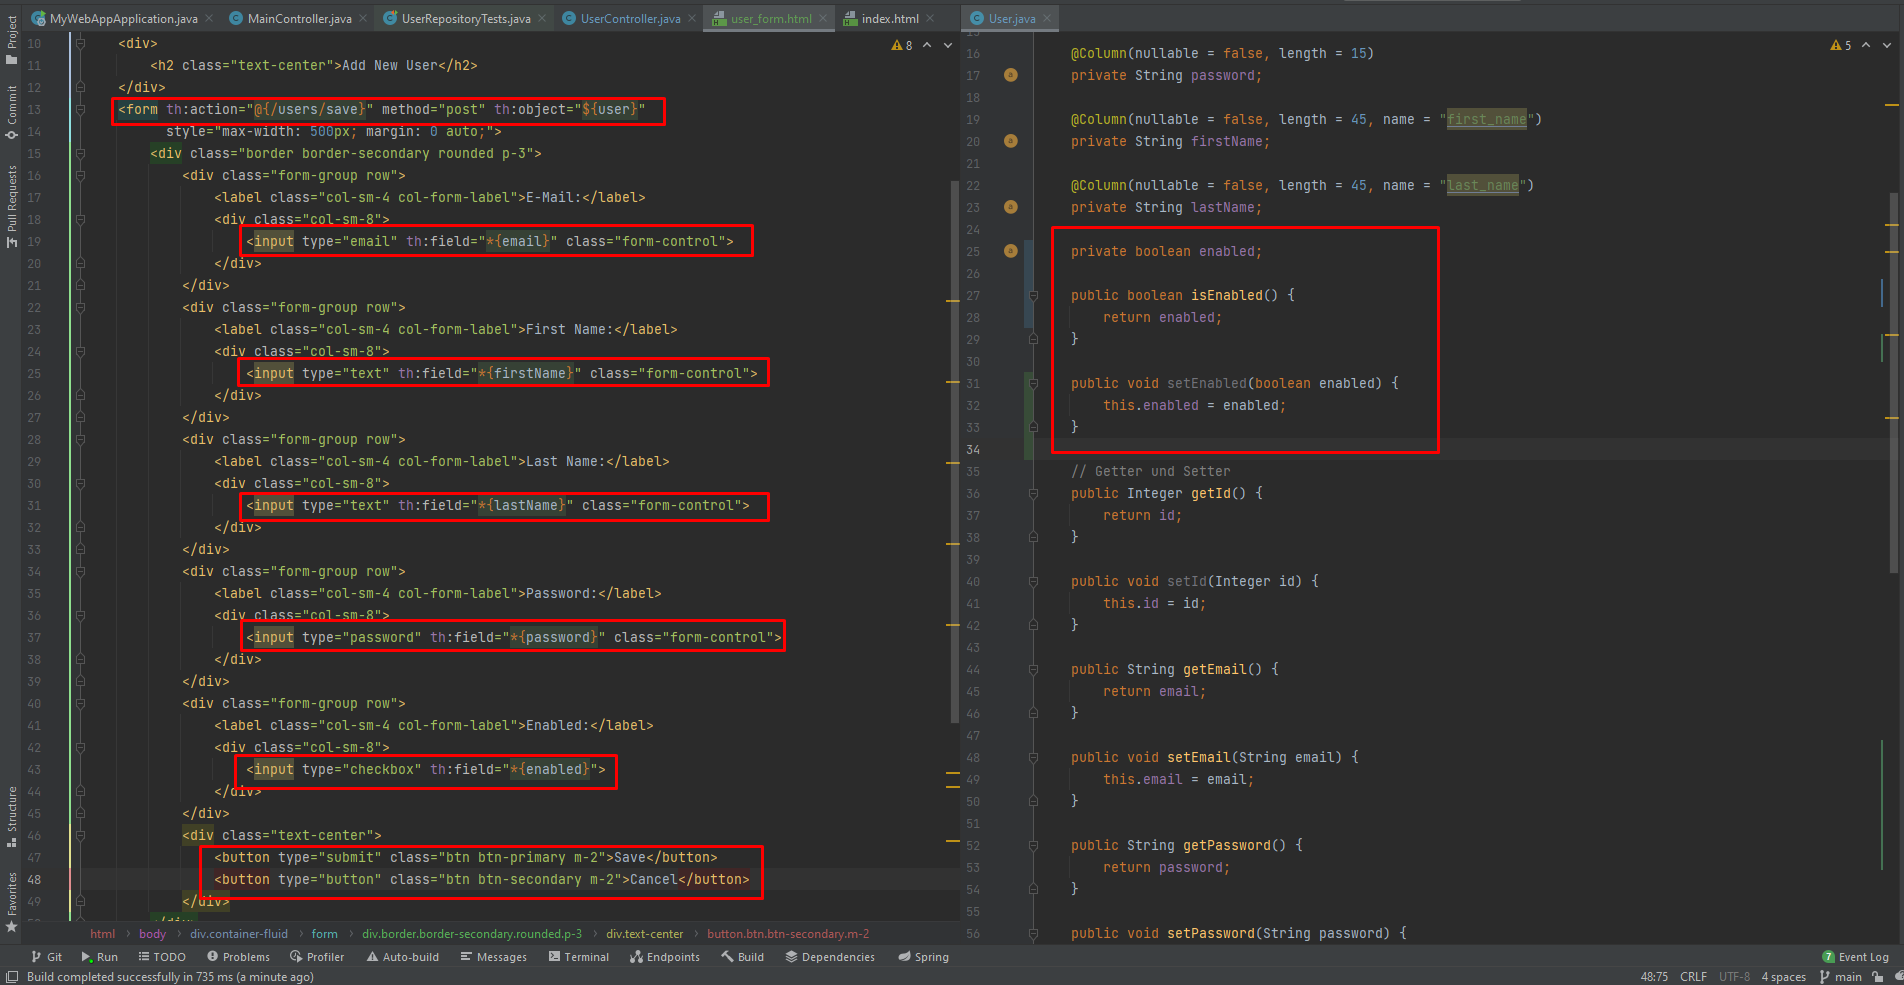 MyWebAppApplication.java
MainController.java
UserRepositoryTests.java
UserController.java
user_form.html
index.html
User.java
Project
Commit
Pull Requests
Structure
Favorites
8
10 <div>
11 <h2 class="text-center">Add New User</h2>
12 </div>
13 <form th:action="@{/users/save}" method="post" th:object="${user}"
14 style="max-width: 500px; margin: 0 auto;">
15 <div class="border border-secondary rounded p-3">
16 <div class="form-group row">
17 <label class="col-sm-4 col-form-label">E-Mail:</label>
18 <div class="col-sm-8">
19 <input type="email" th:field="*{email}" class="form-control">
20 </div>
21 </div>
22 <div class="form-group row">
23 <label class="col-sm-4 col-form-label">First Name:</label>
24 <div class="col-sm-8">
25 <input type="text" th:field="*{firstName}" class="form-control">
26 </div>
27 </div>
28 <div class="form-group row">
29 <label class="col-sm-4 col-form-label">Last Name:</label>
30 <div class="col-sm-8">
31 <input type="text" th:field="*{lastName}" class="form-control">
32 </div>
33 </div>
34 <div class="form-group row">
35 <label class="col-sm-4 col-form-label">Password:</label>
36 <div class="col-sm-8">
37 <input type="password" th:field="*{password}" class="form-control">
38 </div>
39 </div>
40 <div class="form-group row">
41 <label class="col-sm-4 col-form-label">Enabled:</label>
42 <div class="col-sm-8">
43 <input type="checkbox" th:field="*{enabled}">
44 </div>
45 </div>
46 <div class="text-center">
47 <button type="submit" class="btn btn-primary m-2">Save</button>
48 <button type="button" class="btn btn-secondary m-2">Cancel</button>
49 </div>
50 </div>
5
15
16 @Column(nullable = false, length = 15)
17 private String password;
18
19 @Column(nullable = false, length = 45, name = "first_name")
20 private String firstName;
21
22 @Column(nullable = false, length = 45, name = "last_name")
23 private String lastName;
24
25 private boolean enabled;
26
27 public boolean isEnabled() {
28 return enabled;
29 }
30
31 public void setEnabled(boolean enabled) {
32 this.enabled = enabled;
33 }
34
35 // Getter und Setter
36 public Integer getId() {
37 return id;
38 }
39
40 public void setId(Integer id) {
41 this.id = id;
42 }
43
44 public String getEmail() {
45 return email;
46 }
47
48 public void setEmail(String email) {
49 this.email = email;
50 }
51
52 public String getPassword() {
53 return password;
54 }
55
56 public void setPassword(String password) {
html > body > div.container-fluid > form > div.border.border-secondary.rounded.p-3 > div.text-center > button.btn.btn-secondary.m-2
Git Run TODO Problems Profiler Auto-build Messages Terminal Endpoints Build Dependencies Spring 7 Event Log
Build completed successfully in 735 ms (a minute ago) 48:75 CRLF UTF-8 4 spaces main